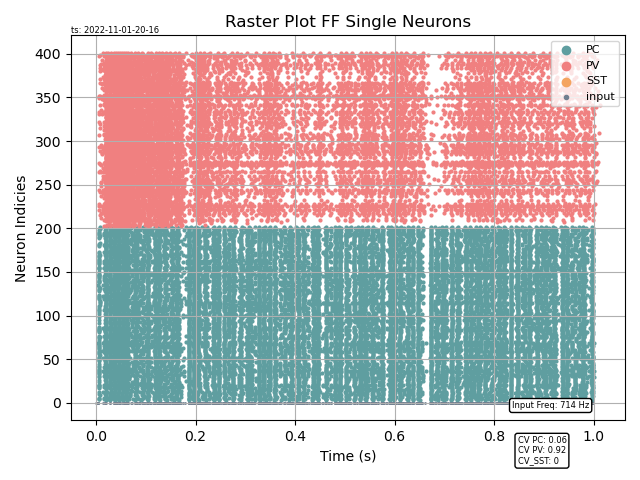 Raster Plot FF Single Neurons
ts: 2022-11-01-20-16
PC
PV
SST
input
Neuron Indicies
400
350
300
250
200
150
100
50
0
0.0 0.2 0.4 0.6 0.8 1.0
Time (s)
Input Freq: 714 Hz
CV PC: 0.06
CV PV: 0.92
CV_SST: 0